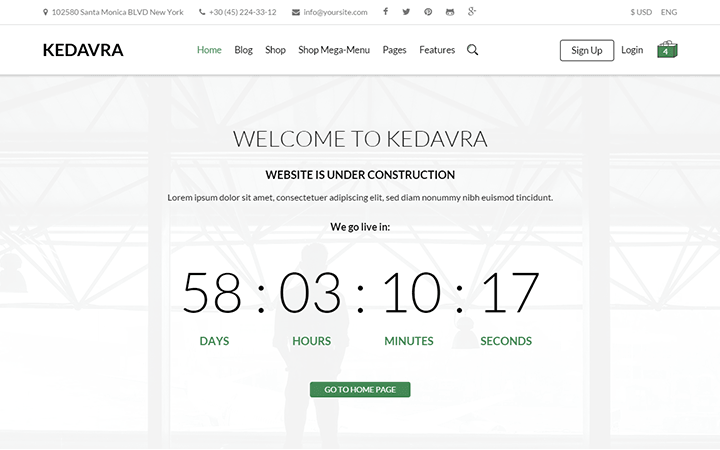 102580 Santa Monica BLVD New York +30 (45) 224-33-12 info@yoursite.com $ USD ENG
KEDAVRA Home Blog Shop Shop Mega-Menu Pages Features Sign Up Login 4
WELCOME TO KEDAVRA
WEBSITE IS UNDER CONSTRUCTION
Lorem ipsum dolor sit amet, consectetuer adipiscing elit, sed diam nonummy nibh euismod tincidunt.
We go live in:
58 : 03 : 10 : 17
DAYS HOURS MINUTES SECONDS
GO TO HOME PAGE